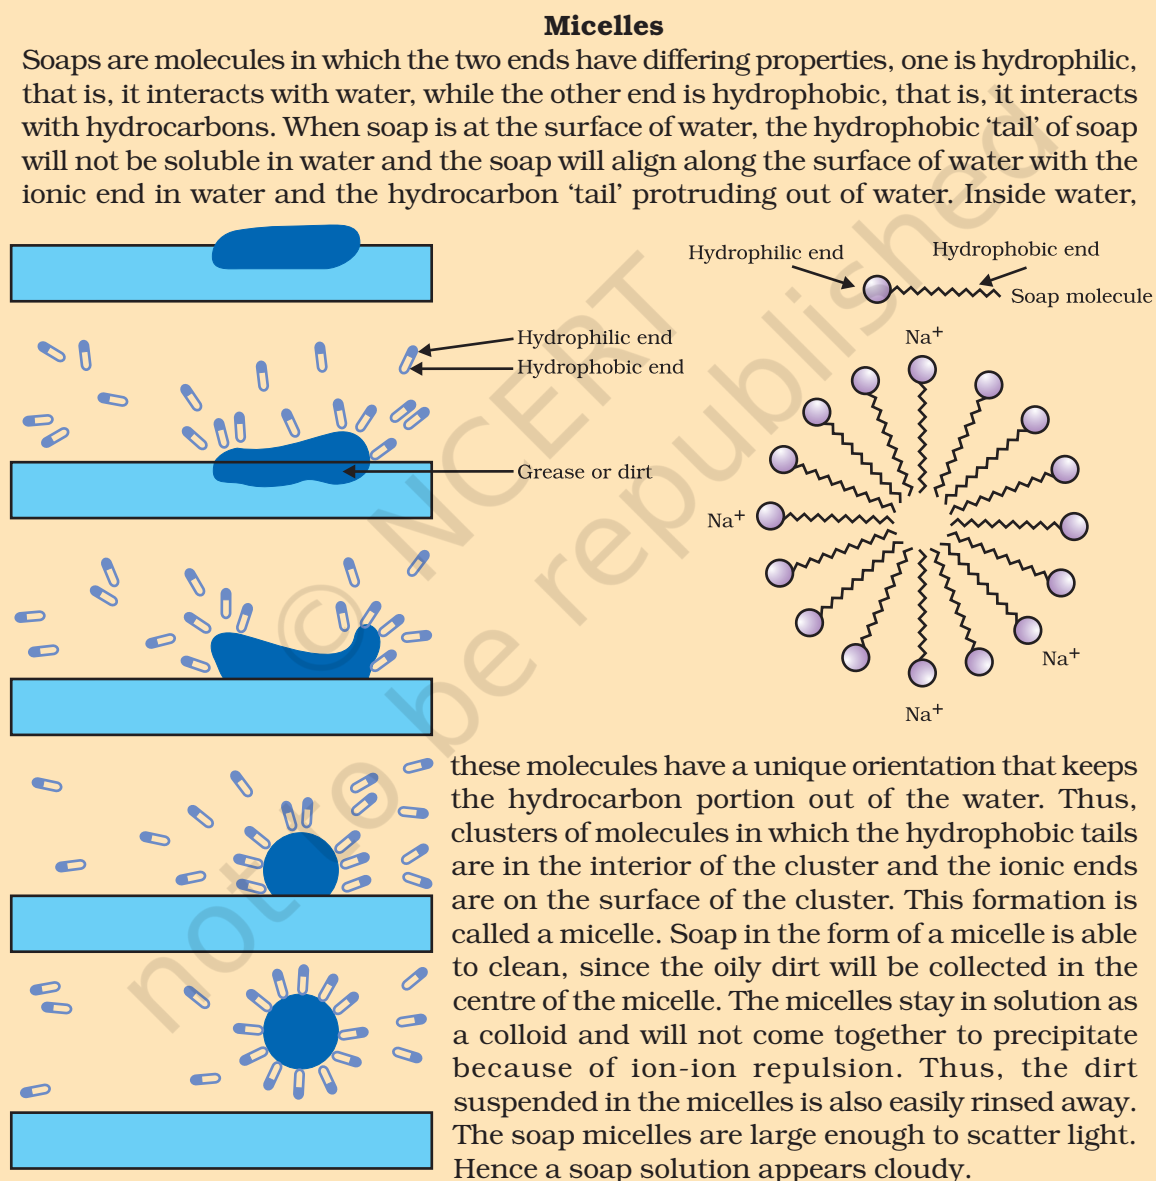 Micelles
Soaps are molecules in which the two ends have differing properties, one is hydrophilic,
that is, it interacts with water, while the other end is hydrophobic, that is, it interacts
with hydrocarbons. When soap is at the surface of water, the hydrophobic ‘tail’ of soap
will not be soluble in water and the soap will align along the surface of water with the
ionic end in water and the hydrocarbon ‘tail’ protruding out of water. Inside water,
Hydrophilic end
Hydrophobic end
Soap molecule
Hydrophilic end
Hydrophobic end
Grease or dirt
Na+
Na+
Na+
Na+
these molecules have a unique orientation that keeps
the hydrocarbon portion out of the water. Thus,
clusters of molecules in which the hydrophobic tails
are in the interior of the cluster and the ionic ends
are on the surface of the cluster. This formation is
called a micelle. Soap in the form of a micelle is able
to clean, since the oily dirt will be collected in the
centre of the micelle. The micelles stay in solution as
a colloid and will not come together to precipitate
because of ion-ion repulsion. Thus, the dirt
suspended in the micelles is also easily rinsed away.
The soap micelles are large enough to scatter light.
Hence a soap solution appears cloudy.
© NCERT
not to be republished